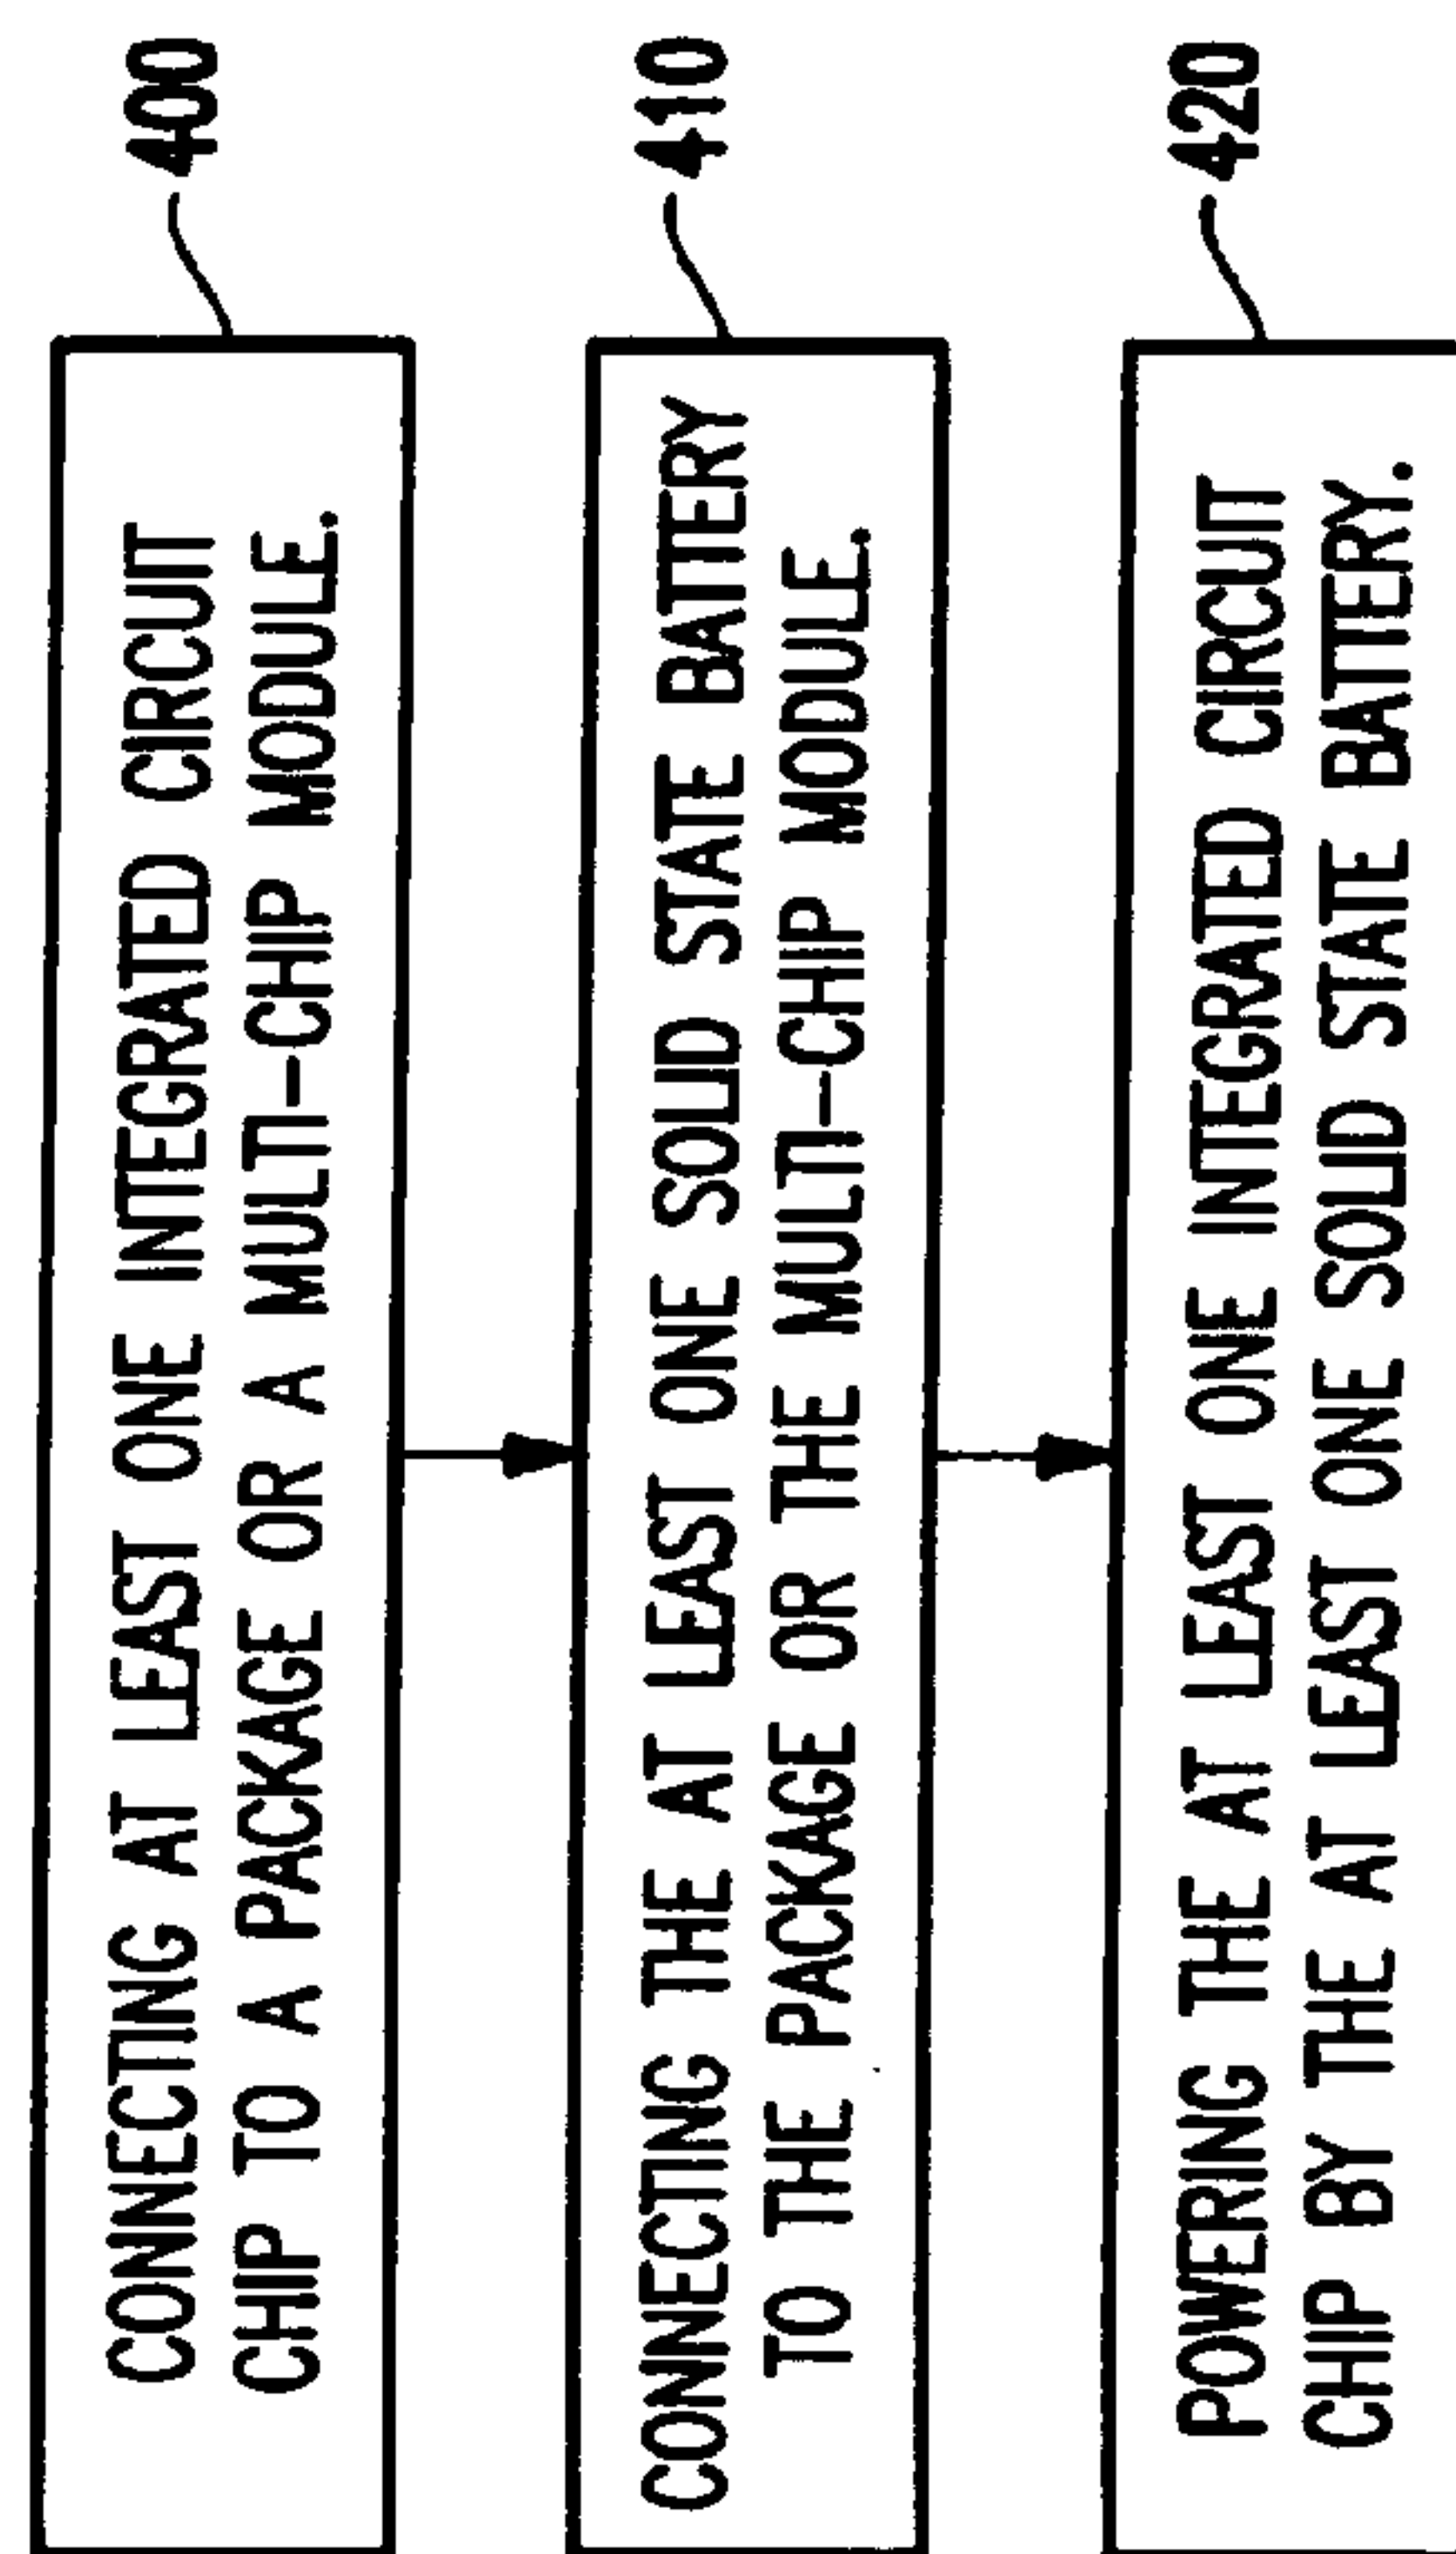 CONNECTING AT LEAST ONE INTEGRATED CIRCUIT
CHIP TO A PACKAGE OR A MULTI-CHIP MODULE.
400
CONNECTING THE AT LEAST ONE SOLID STATE BATTERY
TO THE PACKAGE OR THE MULTI-CHIP MODULE.
410
POWERING THE AT LEAST ONE INTEGRATED CIRCUIT
CHIP BY THE AT LEAST ONE SOLID STATE BATTERY.
420